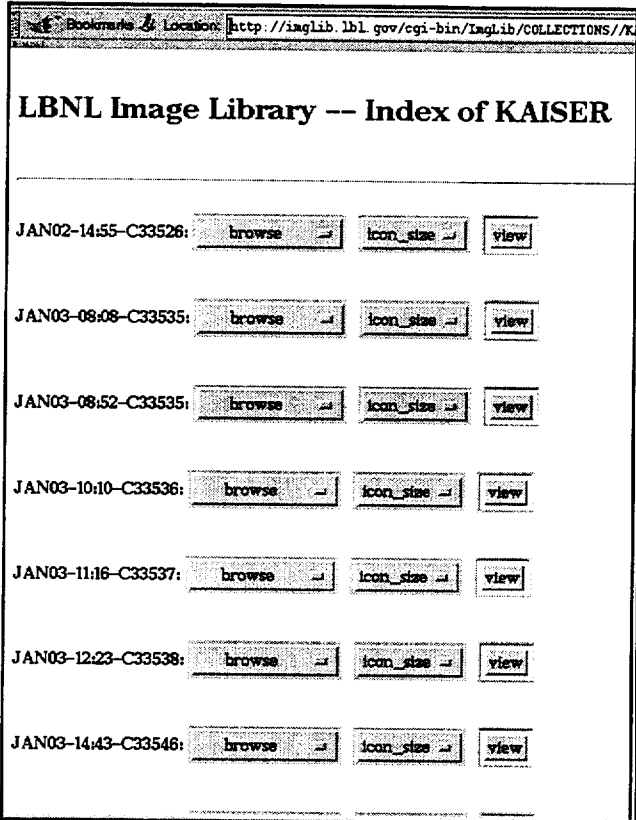 Bookmarks Location: http://imglib.lbl.gov/cgi-bin/ImgLib/COLLECTIONS//KA
LBNL Image Library -- Index of KAISER
JAN02-14:55-C33526: browse icon_size view
JAN03-08:08-C33535: browse icon_size view
JAN03-08:52-C33535: browse icon_size view
JAN03-10:10-C33536: browse icon_size view
JAN03-11:16-C33537: browse icon_size view
JAN03-12:23-C33538: browse icon_size view
JAN03-14:43-C33546: browse icon_size view